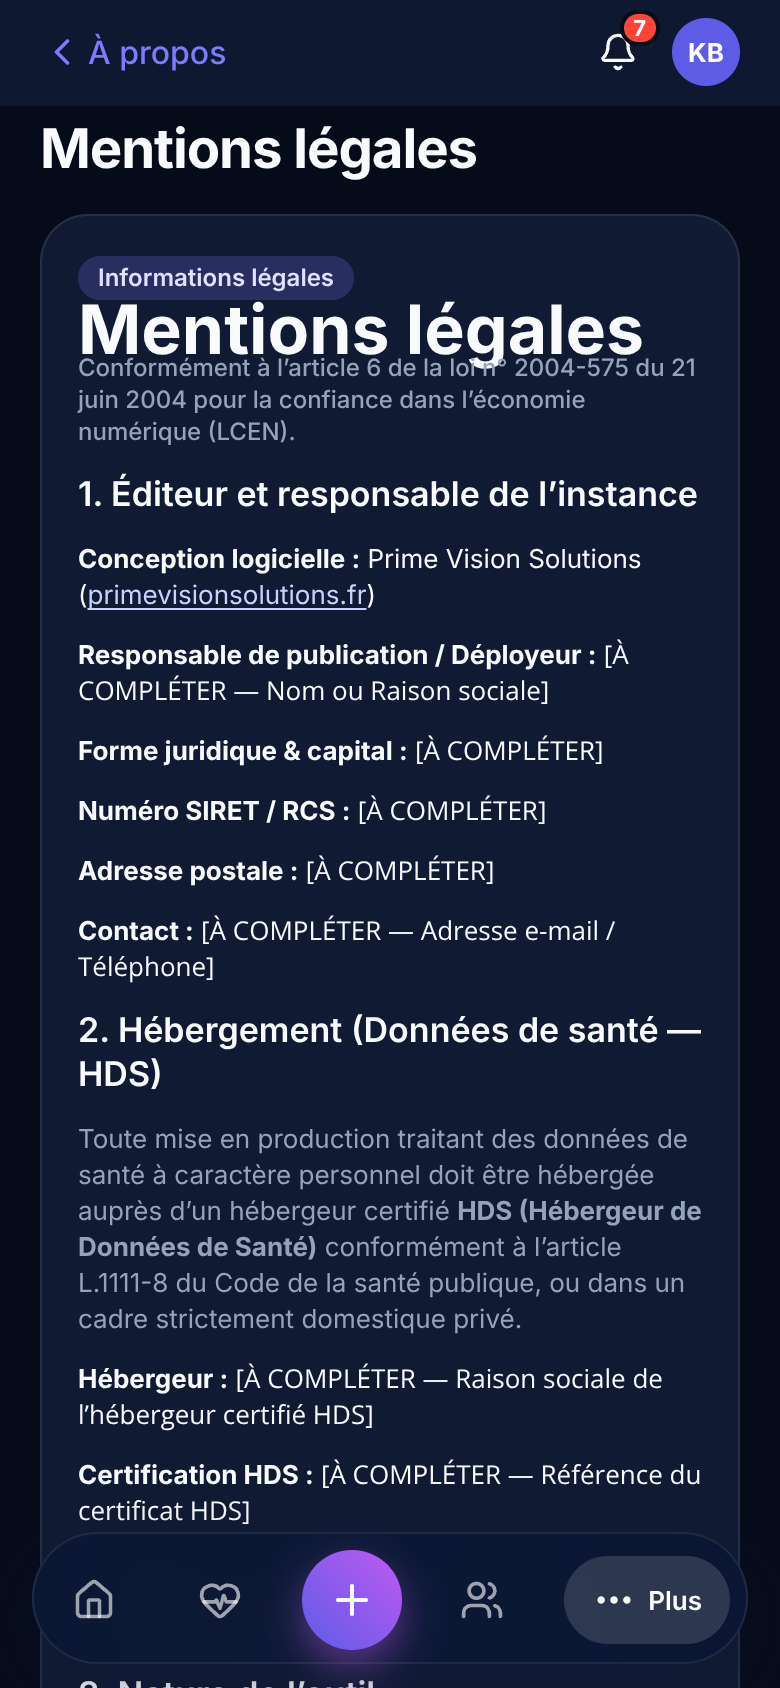 À propos
7
KB
Mentions légales
Informations légales
Mentions légales
Conformément à l’article 6 de la loi n° 2004-575 du 21
juin 2004 pour la confiance dans l’économie
numérique (LCEN).
1. Éditeur et responsable de l’instance
Conception logicielle : Prime Vision Solutions
(primevisionsolutions.fr)
Responsable de publication / Déployeur : [À
COMPLÉTER — Nom ou Raison sociale]
Forme juridique & capital : [À COMPLÉTER]
Numéro SIRET / RCS : [À COMPLÉTER]
Adresse postale : [À COMPLÉTER]
Contact : [À COMPLÉTER — Adresse e-mail /
Téléphone]
2. Hébergement (Données de santé —
HDS)
Toute mise en production traitant des données de
santé à caractère personnel doit être hébergée
auprès d’un hébergeur certifié HDS (Hébergeur de
Données de Santé) conformément à l’article
L.1111-8 du Code de la santé publique, ou dans un
cadre strictement domestique privé.
Hébergeur : [À COMPLÉTER — Raison sociale de
l’hébergeur certifié HDS]
Certification HDS : [À COMPLÉTER — Référence du
certificat HDS]
Plus
3. Nature de l’outil